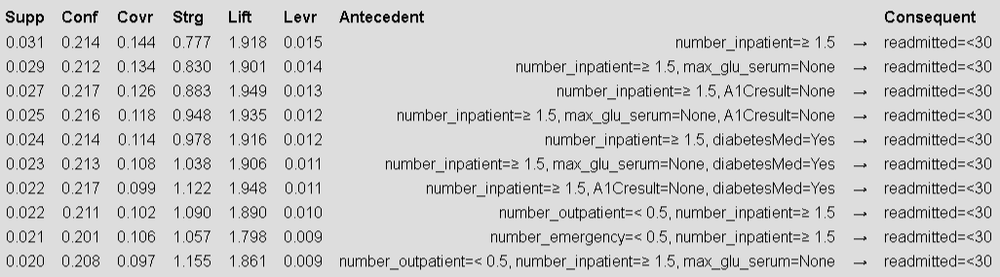 Supp Conf Covr Strg Lift Levr Antecedent Consequent
0.031 0.214 0.144 0.777 1.918 0.015 number_inpatient=≥ 1.5 → readmitted=<30
0.029 0.212 0.134 0.830 1.901 0.014 number_inpatient=≥ 1.5, max_glu_serum=None → readmitted=<30
0.027 0.217 0.126 0.883 1.949 0.013 number_inpatient=≥ 1.5, A1Cresult=None → readmitted=<30
0.025 0.216 0.118 0.948 1.935 0.012 number_inpatient=≥ 1.5, max_glu_serum=None, A1Cresult=None → readmitted=<30
0.024 0.214 0.114 0.978 1.916 0.012 number_inpatient=≥ 1.5, diabetesMed=Yes → readmitted=<30
0.023 0.213 0.108 1.038 1.906 0.011 number_inpatient=≥ 1.5, max_glu_serum=None, diabetesMed=Yes → readmitted=<30
0.022 0.217 0.099 1.122 1.948 0.011 number_inpatient=≥ 1.5, A1Cresult=None, diabetesMed=Yes → readmitted=<30
0.022 0.211 0.102 1.090 1.890 0.010 number_outpatient=< 0.5, number_inpatient=≥ 1.5 → readmitted=<30
0.021 0.201 0.106 1.057 1.798 0.009 number_emergency=< 0.5, number_inpatient=≥ 1.5 → readmitted=<30
0.020 0.208 0.097 1.155 1.861 0.009 number_outpatient=< 0.5, number_inpatient=≥ 1.5, max_glu_serum=None → readmitted=<30